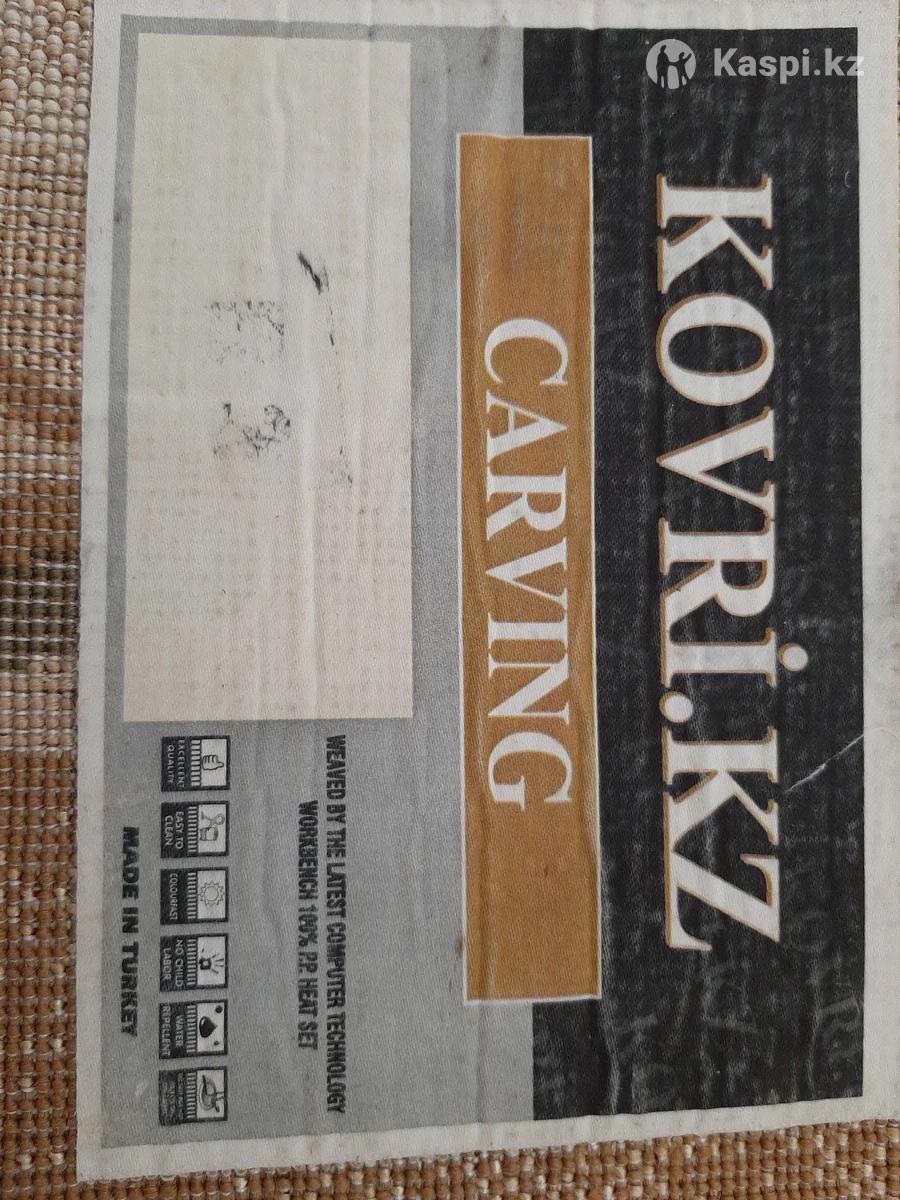 Kaspi.kz
KOVRİ.KZ
CARVING
WEAVED BY THE LATEST COMPUTER TECHNOLOGY
WORKBENCH 100% P.P. HEAT SET
EXCELLENT
QUALITY
EASY TO
CLEAN
COLOURFAST
NO CHILD
LABOR
WATER
REPELLENT
MADE IN TURKEY